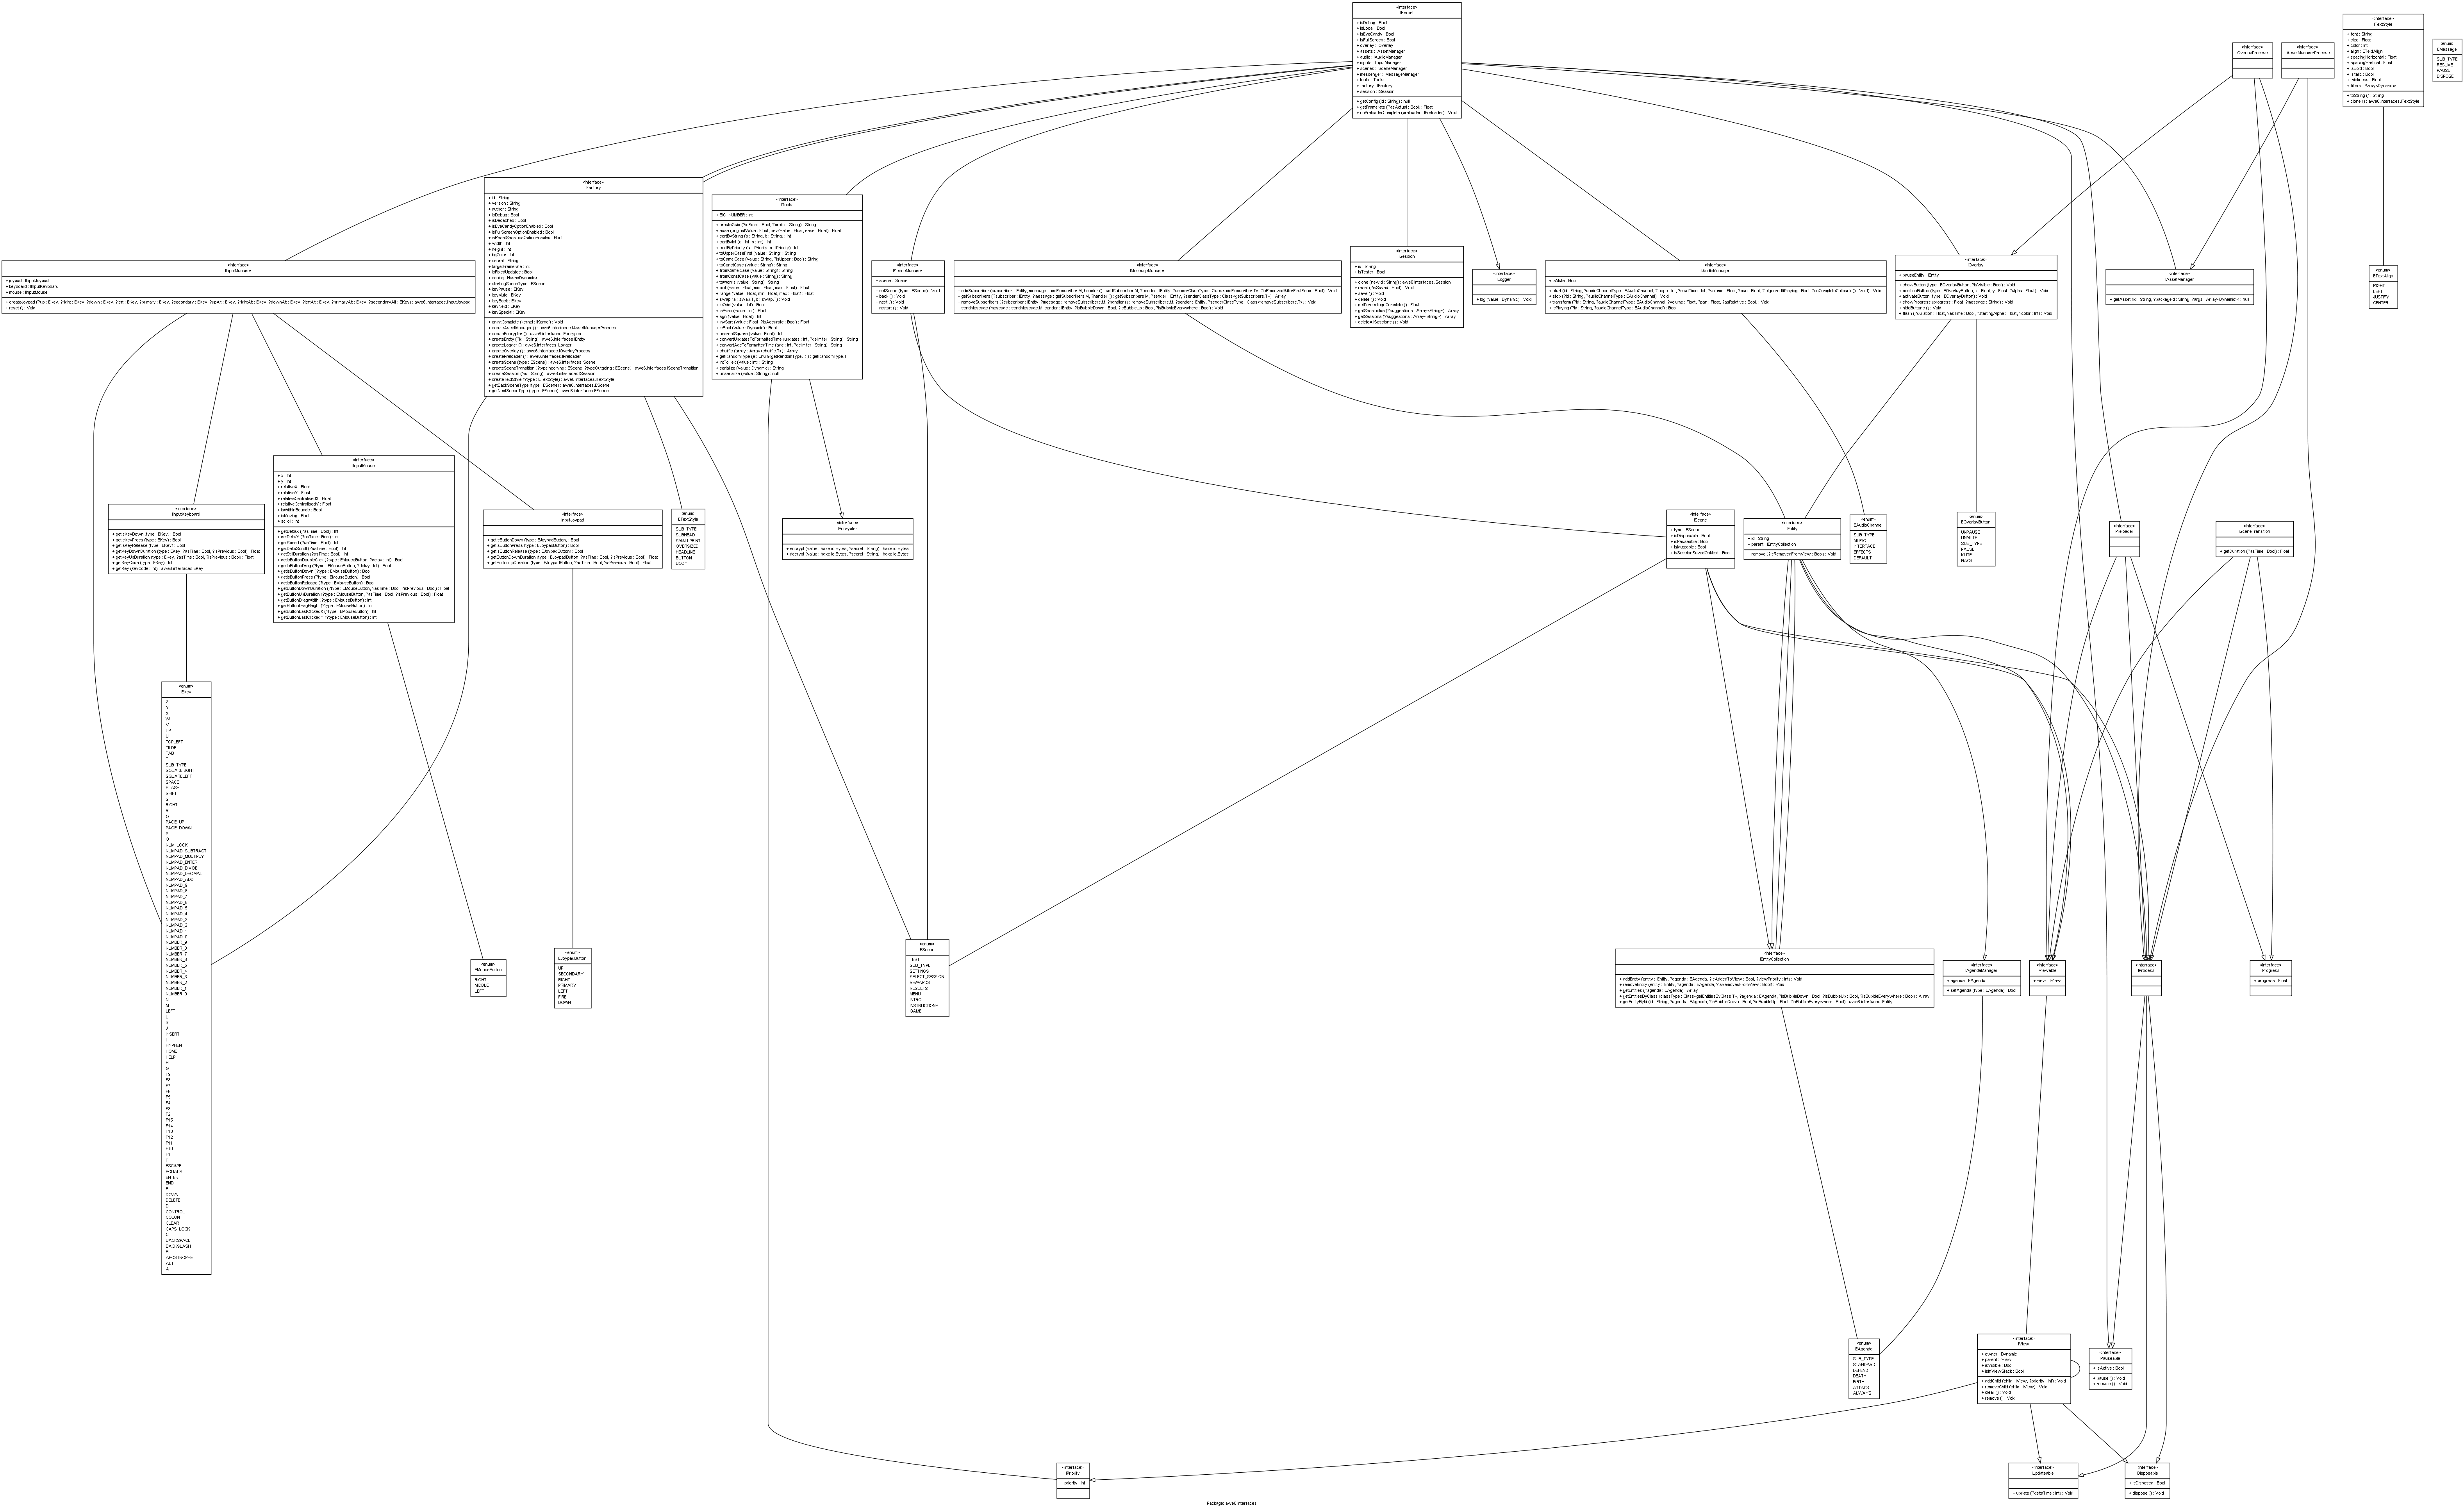 «interface»
IKernel
+ isDebug : Bool
+ isLocal : Bool
+ isEyeCandy : Bool
+ isFullScreen : Bool
+ overlay : IOverlay
+ assets : IAssetManager
+ audio : IAudioManager
+ inputs : IInputManager
+ scenes : ISceneManager
+ messenger : IMessageManager
+ tools : ITools
+ factory : IFactory
+ session : ISession
+ getConfig (id : String) : null
+ getFramerate (?asActual : Bool) : Float
+ onPreloaderComplete (preloader : IPreloader) : Void
«interface»
ITextStyle
+ font : String
+ size : Float
+ color : Int
+ align : ETextAlign
+ spacingHorizontal : Float
+ spacingVertical : Float
+ isBold : Bool
+ isItalic : Bool
+ thickness : Float
+ filters : Array<Dynamic>
+ toString () : String
+ clone () : awe6.interfaces.ITextStyle
«enum»
EMessage
SUB_TYPE
RESUME
PAUSE
DISPOSE
«interface»
IOverlayProcess
«interface»
IAssetManagerProcess
«interface»
IFactory
+ id : String
+ version : String
+ author : String
+ isDebug : Bool
+ isDecached : Bool
+ isEyeCandyOptionEnabled : Bool
+ isFullScreenOptionEnabled : Bool
+ isResetSessionsOptionEnabled : Bool
+ width : Int
+ height : Int
+ bgColor : Int
+ secret : String
+ targetFramerate : Int
+ isFixedUpdates : Bool
+ config : Hash<Dynamic>
+ startingSceneType : EScene
+ keyPause : EKey
+ keyMute : EKey
+ keyBack : EKey
+ keyNext : EKey
+ keySpecial : EKey
+ onInitComplete (kernel : IKernel) : Void
+ createAssetManager () : awe6.interfaces.IAssetManagerProcess
+ createEncrypter () : awe6.interfaces.IEncrypter
+ createEntity (?id : String) : awe6.interfaces.IEntity
+ createLogger () : awe6.interfaces.ILogger
+ createOverlay () : awe6.interfaces.IOverlayProcess
+ createPreloader () : awe6.interfaces.IPreloader
+ createScene (type : EScene) : awe6.interfaces.IScene
+ createSceneTransition (?typeIncoming : EScene, ?typeOutgoing : EScene) : awe6.interfaces.ISceneTransition
+ createSession (?id : String) : awe6.interfaces.ISession
+ createTextStyle (?type : ETextStyle) : awe6.interfaces.ITextStyle
+ getBackSceneType (type : EScene) : awe6.interfaces.EScene
+ getNextSceneType (type : EScene) : awe6.interfaces.EScene
«interface»
ITools
+ BIG_NUMBER : Int
+ createGuid (?isSmall : Bool, ?prefix : String) : String
+ ease (originalValue : Float, newValue : Float, ease : Float) : Float
+ sortByString (a : String, b : String) : Int
+ sortByInt (a : Int, b : Int) : Int
+ sortByPriority (a : IPriority, b : IPriority) : Int
+ toUpperCaseFirst (value : String) : String
+ toCamelCase (value : String, ?isUpper : Bool) : String
+ toConstCase (value : String) : String
+ fromCamelCase (value : String) : String
+ fromConstCase (value : String) : String
+ toWords (value : String) : String
+ limit (value : Float, min : Float, max : Float) : Float
+ range (value : Float, min : Float, max : Float) : Float
+ swap (a : swap.T, b : swap.T) : Void
+ isOdd (value : Int) : Bool
+ isEven (value : Int) : Bool
+ sgn (value : Float) : Int
+ invSqrt (value : Float, ?isAccurate : Bool) : Float
+ isBool (value : Dynamic) : Bool
+ nearestSquare (value : Float) : Int
+ convertUpdatesToFormattedTime (updates : Int, ?delimiter : String) : String
+ convertAgeToFormattedTime (age : Int, ?delimiter : String) : String
+ shuffle (array : Array<shuffle.T>) : Array
+ getRandomType (e : Enum<getRandomType.T>) : getRandomType.T
+ intToHex (value : Int) : String
+ serialize (value : Dynamic) : String
+ unserialize (value : String) : null
«interface»
IInputManager
+ joypad : IInputJoypad
+ keyboard : IInputKeyboard
+ mouse : IInputMouse
+ createJoypad (?up : EKey, ?right : EKey, ?down : EKey, ?left : EKey, ?primary : EKey, ?secondary : EKey, ?upAlt : EKey, ?rightAlt : EKey, ?downAlt : EKey, ?leftAlt : EKey, ?primaryAlt : EKey, ?secondaryAlt : EKey) : awe6.interfaces.IInputJoypad
+ reset () : Void
«interface»
ISceneManager
+ scene : IScene
+ setScene (type : EScene) : Void
+ back () : Void
+ next () : Void
+ restart () : Void
«interface»
IMessageManager
+ addSubscriber (subscriber : IEntity, message : addSubscriber.M, handler () : addSubscriber.M, ?sender : IEntity, ?senderClassType : Class<addSubscriber.T>, ?isRemovedAfterFirstSend : Bool) : Void
+ getSubscribers (?subscriber : IEntity, ?message : getSubscribers.M, ?handler () : getSubscribers.M, ?sender : IEntity, ?senderClassType : Class<getSubscribers.T>) : Array
+ removeSubscribers (?subscriber : IEntity, ?message : removeSubscribers.M, ?handler () : removeSubscribers.M, ?sender : IEntity, ?senderClassType : Class<removeSubscribers.T>) : Void
+ sendMessage (message : sendMessage.M, sender : IEntity, ?isBubbleDown : Bool, ?isBubbleUp : Bool, ?isBubbleEverywhere : Bool) : Void
«interface»
ISession
+ id : String
+ isTester : Bool
+ clone (newId : String) : awe6.interfaces.ISession
+ reset (?isSaved : Bool) : Void
+ save () : Void
+ delete () : Void
+ getPercentageComplete () : Float
+ getSessionIds (?suggestions : Array<String>) : Array
+ getSessions (?suggestions : Array<String>) : Array
+ deleteAllSessions () : Void
«interface»
ILogger
+ log (value : Dynamic) : Void
«interface»
IAudioManager
+ isMute : Bool
+ start (id : String, ?audioChannelType : EAudioChannel, ?loops : Int, ?startTime : Int, ?volume : Float, ?pan : Float, ?isIgnoredIfPlaying : Bool, ?onCompleteCallback () : Void) : Void
+ stop (?id : String, ?audioChannelType : EAudioChannel) : Void
+ transform (?id : String, ?audioChannelType : EAudioChannel, ?volume : Float, ?pan : Float, ?asRelative : Bool) : Void
+ isPlaying (?id : String, ?audioChannelType : EAudioChannel) : Bool
«interface»
IOverlay
+ pauseEntity : IEntity
+ showButton (type : EOverlayButton, ?isVisible : Bool) : Void
+ positionButton (type : EOverlayButton, x : Float, y : Float, ?alpha : Float) : Void
+ activateButton (type : EOverlayButton) : Void
+ showProgress (progress : Float, ?message : String) : Void
+ hideButtons () : Void
+ flash (?duration : Float, ?asTime : Bool, ?startingAlpha : Float, ?color : Int) : Void
«interface»
IAssetManager
+ getAsset (id : String, ?packageId : String, ?args : Array<Dynamic>) : null
«enum»
ETextAlign
RIGHT
LEFT
JUSTIFY
CENTER
«interface»
IInputMouse
+ x : Int
+ y : Int
+ relativeX : Float
+ relativeY : Float
+ relativeCentralisedX : Float
+ relativeCentralisedY : Float
+ isWithinBounds : Bool
+ isMoving : Bool
+ scroll : Int
+ getDeltaX (?asTime : Bool) : Int
+ getDeltaY (?asTime : Bool) : Int
+ getSpeed (?asTime : Bool) : Int
+ getDeltaScroll (?asTime : Bool) : Int
+ getStillDuration (?asTime : Bool) : Int
+ getIsButtonDoubleClick (?type : EMouseButton, ?delay : Int) : Bool
+ getIsButtonDrag (?type : EMouseButton, ?delay : Int) : Bool
+ getIsButtonDown (?type : EMouseButton) : Bool
+ getIsButtonPress (?type : EMouseButton) : Bool
+ getIsButtonRelease (?type : EMouseButton) : Bool
+ getButtonDownDuration (?type : EMouseButton, ?asTime : Bool, ?isPrevious : Bool) : Float
+ getButtonUpDuration (?type : EMouseButton, ?asTime : Bool, ?isPrevious : Bool) : Float
+ getButtonDragWidth (?type : EMouseButton) : Int
+ getButtonDragHeight (?type : EMouseButton) : Int
+ getButtonLastClickedX (?type : EMouseButton) : Int
+ getButtonLastClickedY (?type : EMouseButton) : Int
«interface»
IInputKeyboard
+ getIsKeyDown (type : EKey) : Bool
+ getIsKeyPress (type : EKey) : Bool
+ getIsKeyRelease (type : EKey) : Bool
+ getKeyDownDuration (type : EKey, ?asTime : Bool, ?isPrevious : Bool) : Float
+ getKeyUpDuration (type : EKey, ?asTime : Bool, ?isPrevious : Bool) : Float
+ getKeyCode (type : EKey) : Int
+ getKey (keyCode : Int) : awe6.interfaces.EKey
«interface»
IInputJoypad
+ getIsButtonDown (type : EJoypadButton) : Bool
+ getIsButtonPress (type : EJoypadButton) : Bool
+ getIsButtonRelease (type : EJoypadButton) : Bool
+ getButtonDownDuration (type : EJoypadButton, ?asTime : Bool, ?isPrevious : Bool) : Float
+ getButtonUpDuration (type : EJoypadButton, ?asTime : Bool, ?isPrevious : Bool) : Float
«enum»
ETextStyle
SUB_TYPE
SUBHEAD
SMALLPRINT
OVERSIZED
HEADLINE
BUTTON
BODY
«interface»
IEncrypter
+ encrypt (value : haxe.io.Bytes, ?secret : String) : haxe.io.Bytes
+ decrypt (value : haxe.io.Bytes, ?secret : String) : haxe.io.Bytes
«interface»
IScene
+ type : EScene
+ isDisposable : Bool
+ isPauseable : Bool
+ isMuteable : Bool
+ isSessionSavedOnNext : Bool
«interface»
IEntity
+ id : String
+ parent : IEntityCollection
+ remove (?isRemovedFromView : Bool) : Void
«enum»
EAudioChannel
SUB_TYPE
MUSIC
INTERFACE
EFFECTS
DEFAULT
«enum»
EOverlayButton
UNPAUSE
UNMUTE
SUB_TYPE
PAUSE
MUTE
BACK
«interface»
IPreloader
«interface»
ISceneTransition
+ getDuration (?asTime : Bool) : Float
«enum»
EKey
Z
Y
X
W
V
UP
U
TOPLEFT
TILDE
TAB
T
SUB_TYPE
SQUARERIGHT
SQUARELEFT
SPACE
SLASH
SHIFT
S
RIGHT
R
Q
PAGE_UP
PAGE_DOWN
P
O
NUM_LOCK
NUMPAD_SUBTRACT
NUMPAD_MULTIPLY
NUMPAD_ENTER
NUMPAD_DIVIDE
NUMPAD_DECIMAL
NUMPAD_ADD
NUMPAD_9
NUMPAD_8
NUMPAD_7
NUMPAD_6
NUMPAD_5
NUMPAD_4
NUMPAD_3
NUMPAD_2
NUMPAD_1
NUMPAD_0
NUMBER_9
NUMBER_8
NUMBER_7
NUMBER_6
NUMBER_5
NUMBER_4
NUMBER_3
NUMBER_2
NUMBER_1
NUMBER_0
N
M
LEFT
L
K
J
INSERT
I
HYPHEN
HOME
HELP
H
G
F9
F8
F7
F6
F5
F4
F3
F2
F15
F14
F13
F12
F11
F10
F1
F
ESCAPE
EQUALS
ENTER
END
E
DOWN
DELETE
D
CONTROL
COLON
CLEAR
CAPS_LOCK
C
BACKSPACE
BACKSLASH
B
APOSTROPHE
ALT
A
«enum»
EMouseButton
RIGHT
MIDDLE
LEFT
«enum»
EJoypadButton
UP
SECONDARY
RIGHT
PRIMARY
LEFT
FIRE
DOWN
«enum»
EScene
TEST
SUB_TYPE
SETTINGS
SELECT_SESSION
REWARDS
RESULTS
MENU
INTRO
INSTRUCTIONS
GAME
«interface»
IEntityCollection
+ addEntity (entity : IEntity, ?agenda : EAgenda, ?isAddedToView : Bool, ?viewPriority : Int) : Void
+ removeEntity (entity : IEntity, ?agenda : EAgenda, ?isRemovedFromView : Bool) : Void
+ getEntities (?agenda : EAgenda) : Array
+ getEntitiesByClass (classType : Class<getEntitiesByClass.T>, ?agenda : EAgenda, ?isBubbleDown : Bool, ?isBubbleUp : Bool, ?isBubbleEverywhere : Bool) : Array
+ getEntityById (id : String, ?agenda : EAgenda, ?isBubbleDown : Bool, ?isBubbleUp : Bool, ?isBubbleEverywhere : Bool) : awe6.interfaces.IEntity
«interface»
IAgendaManager
+ agenda : EAgenda
+ setAgenda (type : EAgenda) : Bool
«interface»
IViewable
+ view : IView
«interface»
IProcess
«interface»
IProgress
+ progress : Float
«enum»
EAgenda
SUB_TYPE
STANDARD
DEFEND
DEATH
BIRTH
ATTACK
ALWAYS
«interface»
IView
+ owner : Dynamic
+ parent : IView
+ isVisible : Bool
+ isInViewStack : Bool
+ addChild (child : IView, ?priority : Int) : Void
+ removeChild (child : IView) : Void
+ clear () : Void
+ remove () : Void
«interface»
IPauseable
+ isActive : Bool
+ pause () : Void
+ resume () : Void
«interface»
IPriority
+ priority : Int
«interface»
IUpdateable
+ update (?deltaTime : Int) : Void
«interface»
IDisposable
+ isDisposed : Bool
+ dispose () : Void
Package: awe6.interfaces